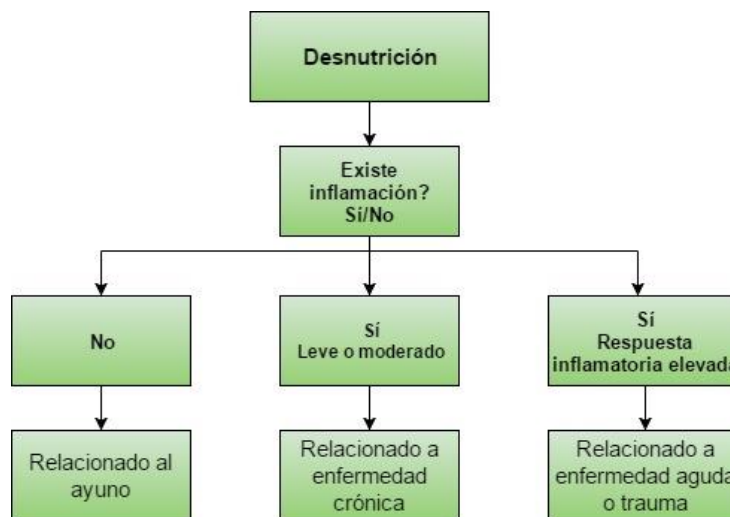 Desnutrición
Existe
inflamación?
Sí/No
No
Sí
Leve o moderado
Sí
Respuesta
inflamatoria elevada
Relacionado al
ayuno
Relacionado a
enfermedad
crónica
Relacionado a
enfermedad aguda
o trauma